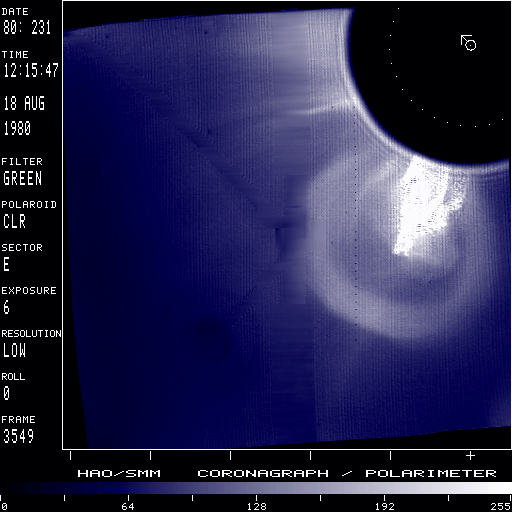 DATE
80: 231
TIME
12:15:47
18 AUG
1980
FILTER
GREEN
POLAROID
CLR
SECTOR
E
EXPOSURE
6
RESOLUTION
LOW
ROLL
0
FRAME
3549
HAO/SMM CORONAGRAPH / POLARIMETER
0 64 128 192 255